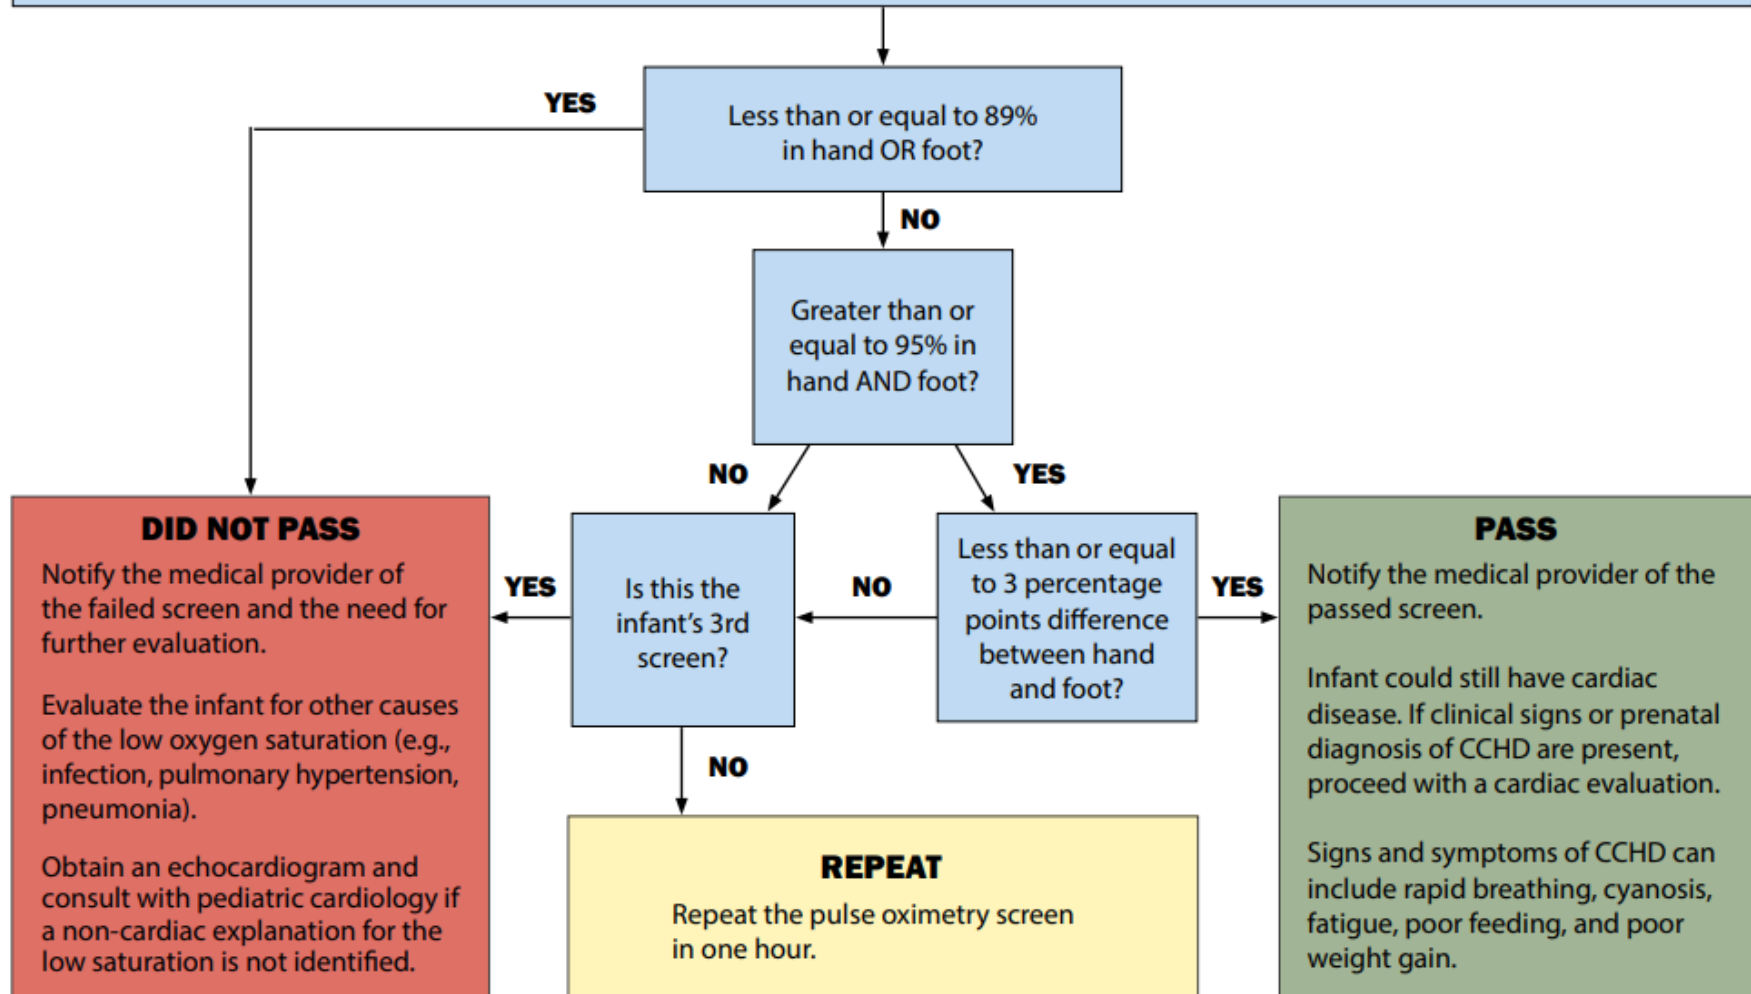 YES
Less than or equal to 89%
in hand OR foot?
NO
Greater than or
equal to 95% in
hand AND foot?
NO
YES
DID NOT PASS
Notify the medical provider of
the failed screen and the need for
further evaluation.
Evaluate the infant for other causes
of the low oxygen saturation (e.g.,
infection, pulmonary hypertension,
pneumonia).
Obtain an echocardiogram and
consult with pediatric cardiology if
a non-cardiac explanation for the
low saturation is not identified.
YES
Is this the
infant’s 3rd
screen?
NO
Less than or equal
to 3 percentage
points difference
between hand
and foot?
YES
PASS
Notify the medical provider of the
passed screen.
Infant could still have cardiac
disease. If clinical signs or prenatal
diagnosis of CCHD are present,
proceed with a cardiac evaluation.
Signs and symptoms of CCHD can
include rapid breathing, cyanosis,
fatigue, poor feeding, and poor
weight gain.
NO
REPEAT
Repeat the pulse oximetry screen
in one hour.